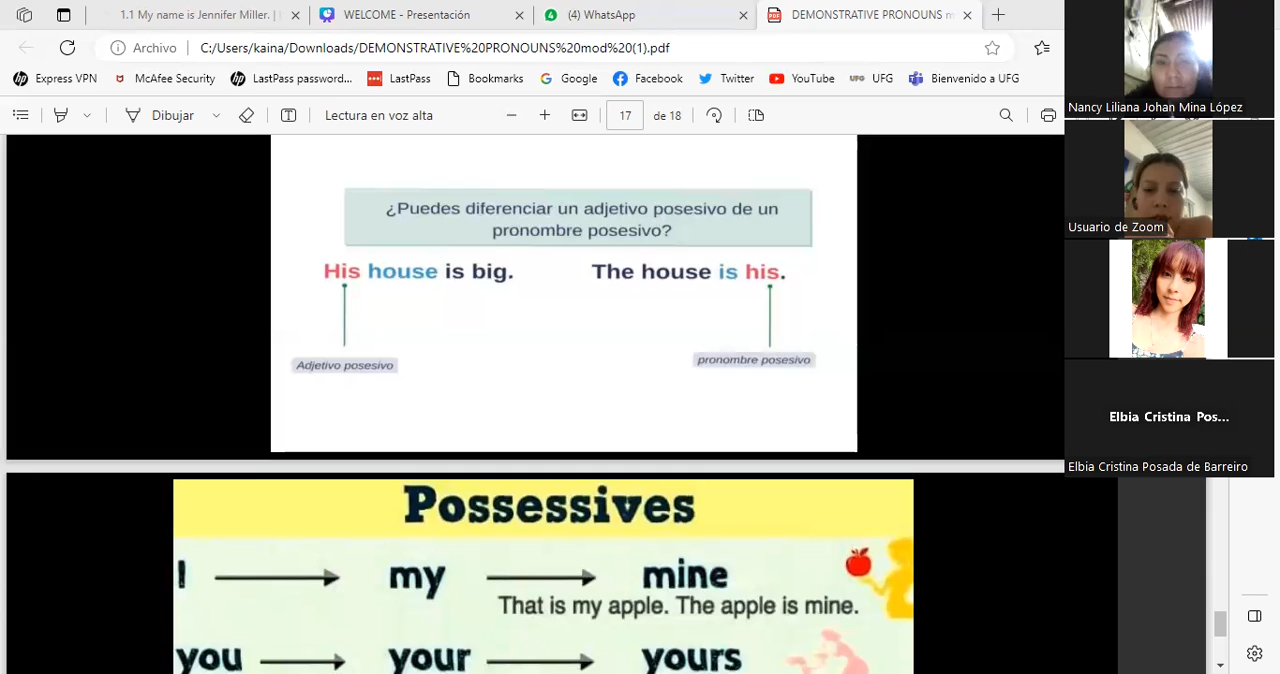 1.1 My name is Jennifer Miller. |
WELCOME - Presentación
(4) WhatsApp
DEMONSTRATIVE PRONOUNS m
Archivo
C:/Users/kaina/Downloads/DEMONSTRATIVE%20PRONOUNS%20mod%20(1).pdf
Express VPN
McAfee Security
LastPass password...
LastPass
Bookmarks
Google
Facebook
Twitter
YouTube
UFG
Bienvenido a UFG
Dibujar
Lectura en voz alta
17
de 18
¿Puedes diferenciar un adjetivo posesivo de un
pronombre posesivo?
His house is big.
The house is his.
Adjetivo posesivo
pronombre posesivo
Possessives
I my mine
That is my apple. The apple is mine.
you your yours
Nancy Liliana Johan Mina López
Usuario de Zoom
Elbia Cristina Pos...
Elbia Cristina Posada de Barreiro